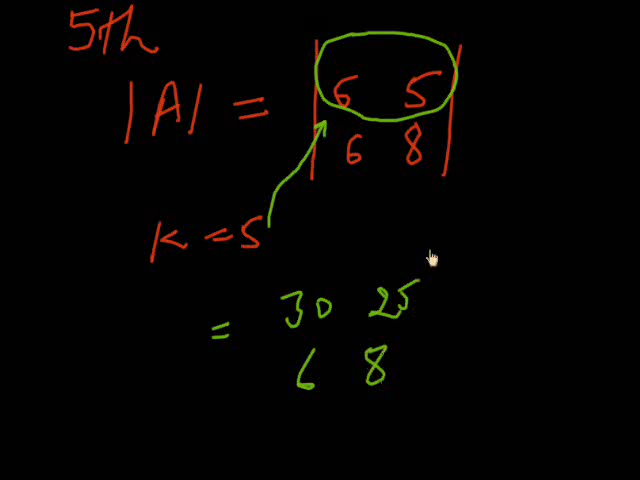 5th
|A| = | 6 5 |
| 6 8 |
K = 5
= 30 25
6 8